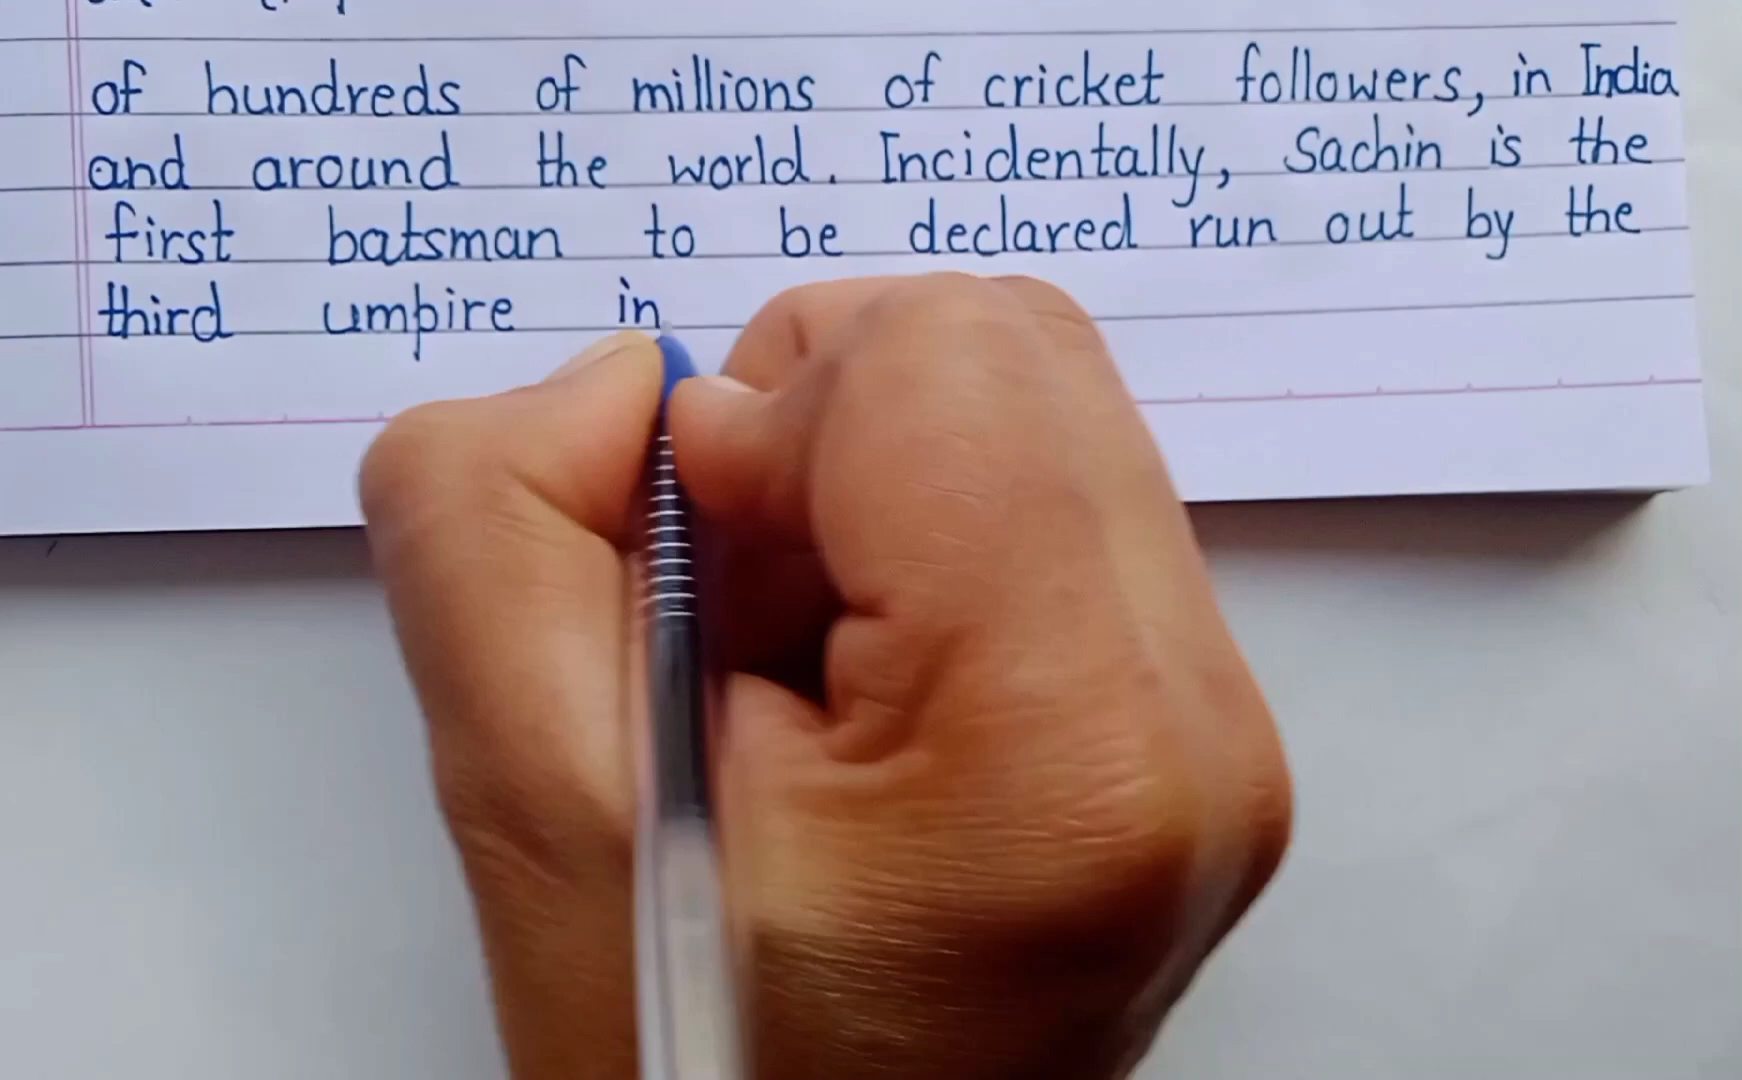 of hundreds of millions of cricket followers, in India
and around the world. Incidentally, Sachin is the
first batsman to be declared run out by the
third umpire in